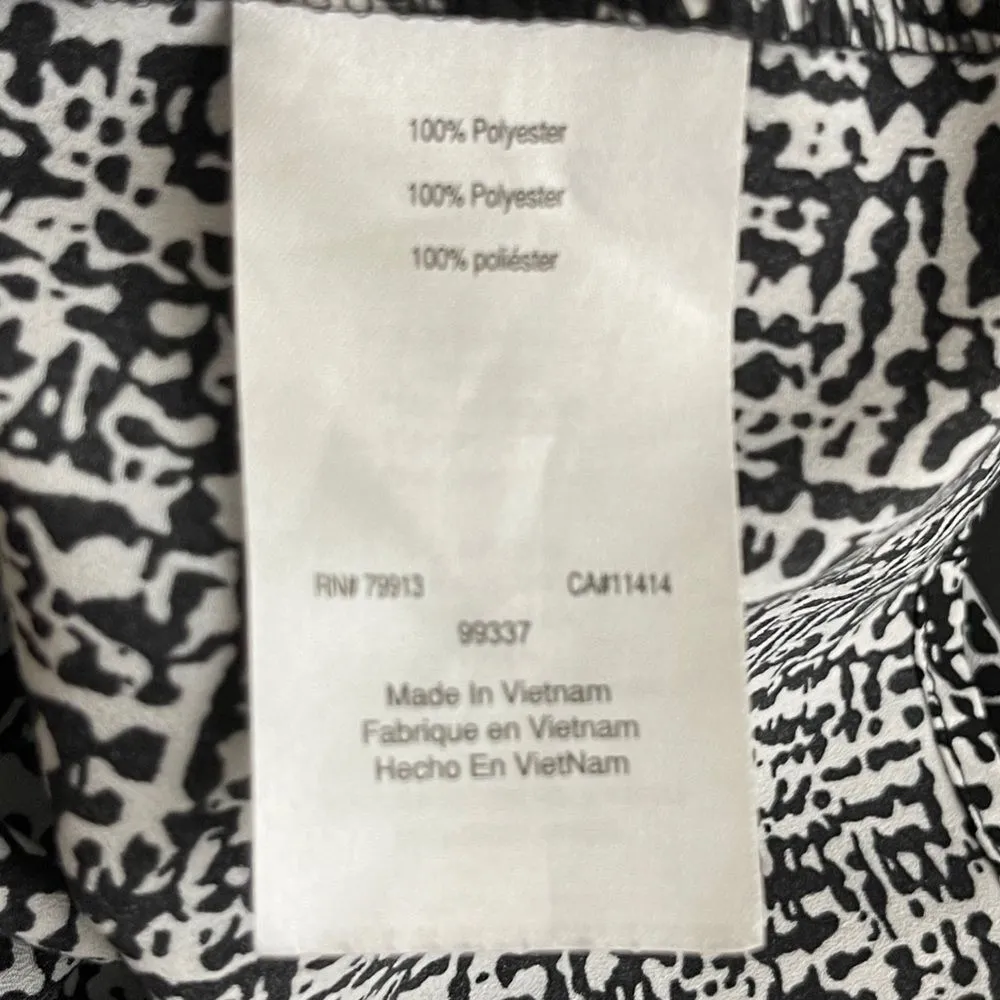 100% Polyester
100% Polyester
100% poliéster
RN# 79913 CA#11414
99337
Made In Vietnam
Fabrique en Vietnam
Hecho En VietNam